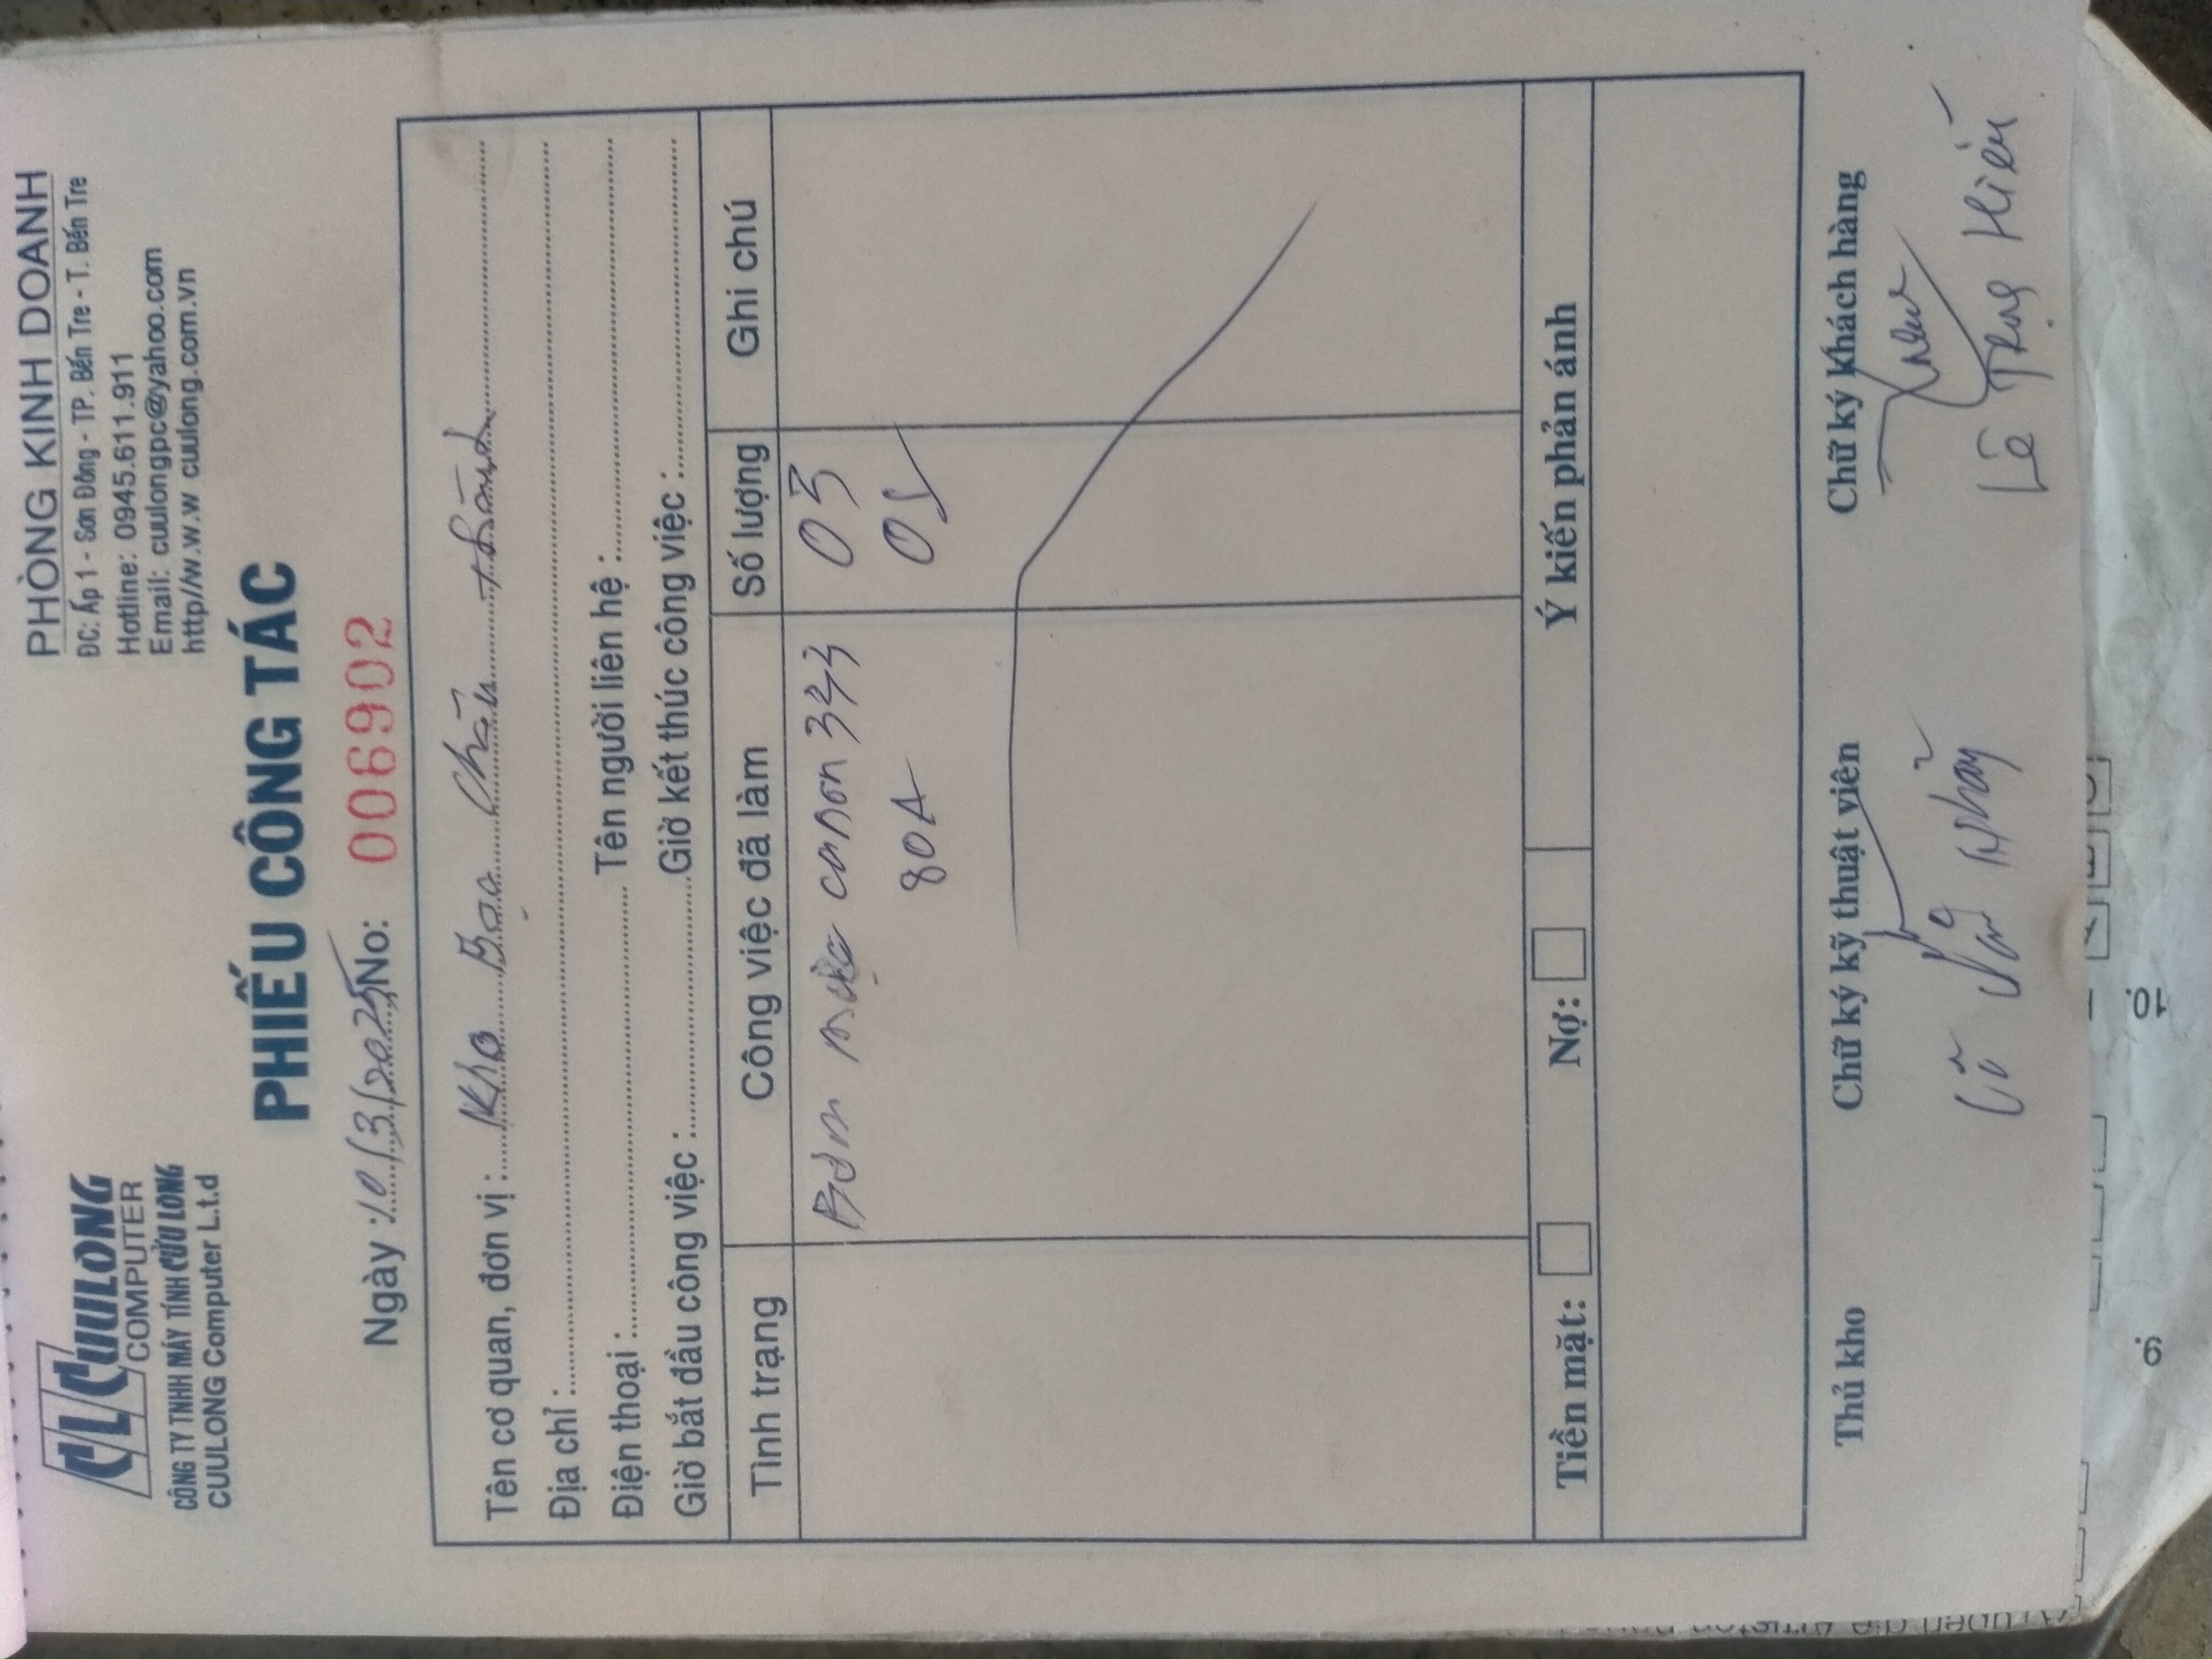 CL CUULONG
COMPUTER
CÔNG TY TNHH MÁY TÍNH CỬU LONG
CUULONG Computer L.t.d
PHÒNG KINH DOANH
ĐC: Ấp 1 - Sơn Đông - TP. Bến Tre - T. Bến Tre
Hotline: 0945.611.911
Email: cuulongpc@yahoo.com
http//w.w.w cuulong.com.vn
PHIẾU CÔNG TÁC
Ngày: 10/3/2025 No: 006902
Tên cơ quan, đơn vị: Kho Bạc Châu thành
Địa chỉ:
Điện thoại: Tên người liên hệ:
Giờ bắt đầu công việc: Giờ kết thúc công việc:
Tình trạng Công việc đã làm Số lượng Ghi chú
Bơm mực canon 333 03
80A 01
Tiền mặt: Nợ: Ý kiến phản ánh
Thủ kho Chữ ký kỹ thuật viên Chữ ký khách hàng
Lê Trọng Hiếu
9.
10.